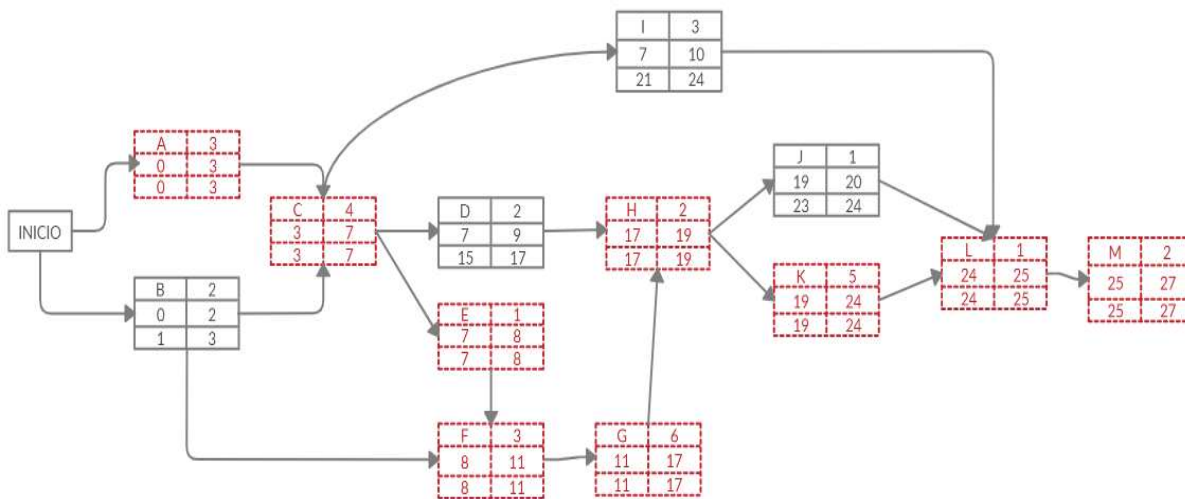 I 3
7 10
21 24
A 3
0 3
0 3
J 1
19 20
23 24
C 4
3 7
3 7
D 2
7 9
15 17
H 2
17 19
17 19
INICIO
L 1
24 25
24 25
M 2
25 27
25 27
K 5
19 24
19 24
B 2
0 2
1 3
E 1
7 8
7 8
F 3
8 11
8 11
G 6
11 17
11 17